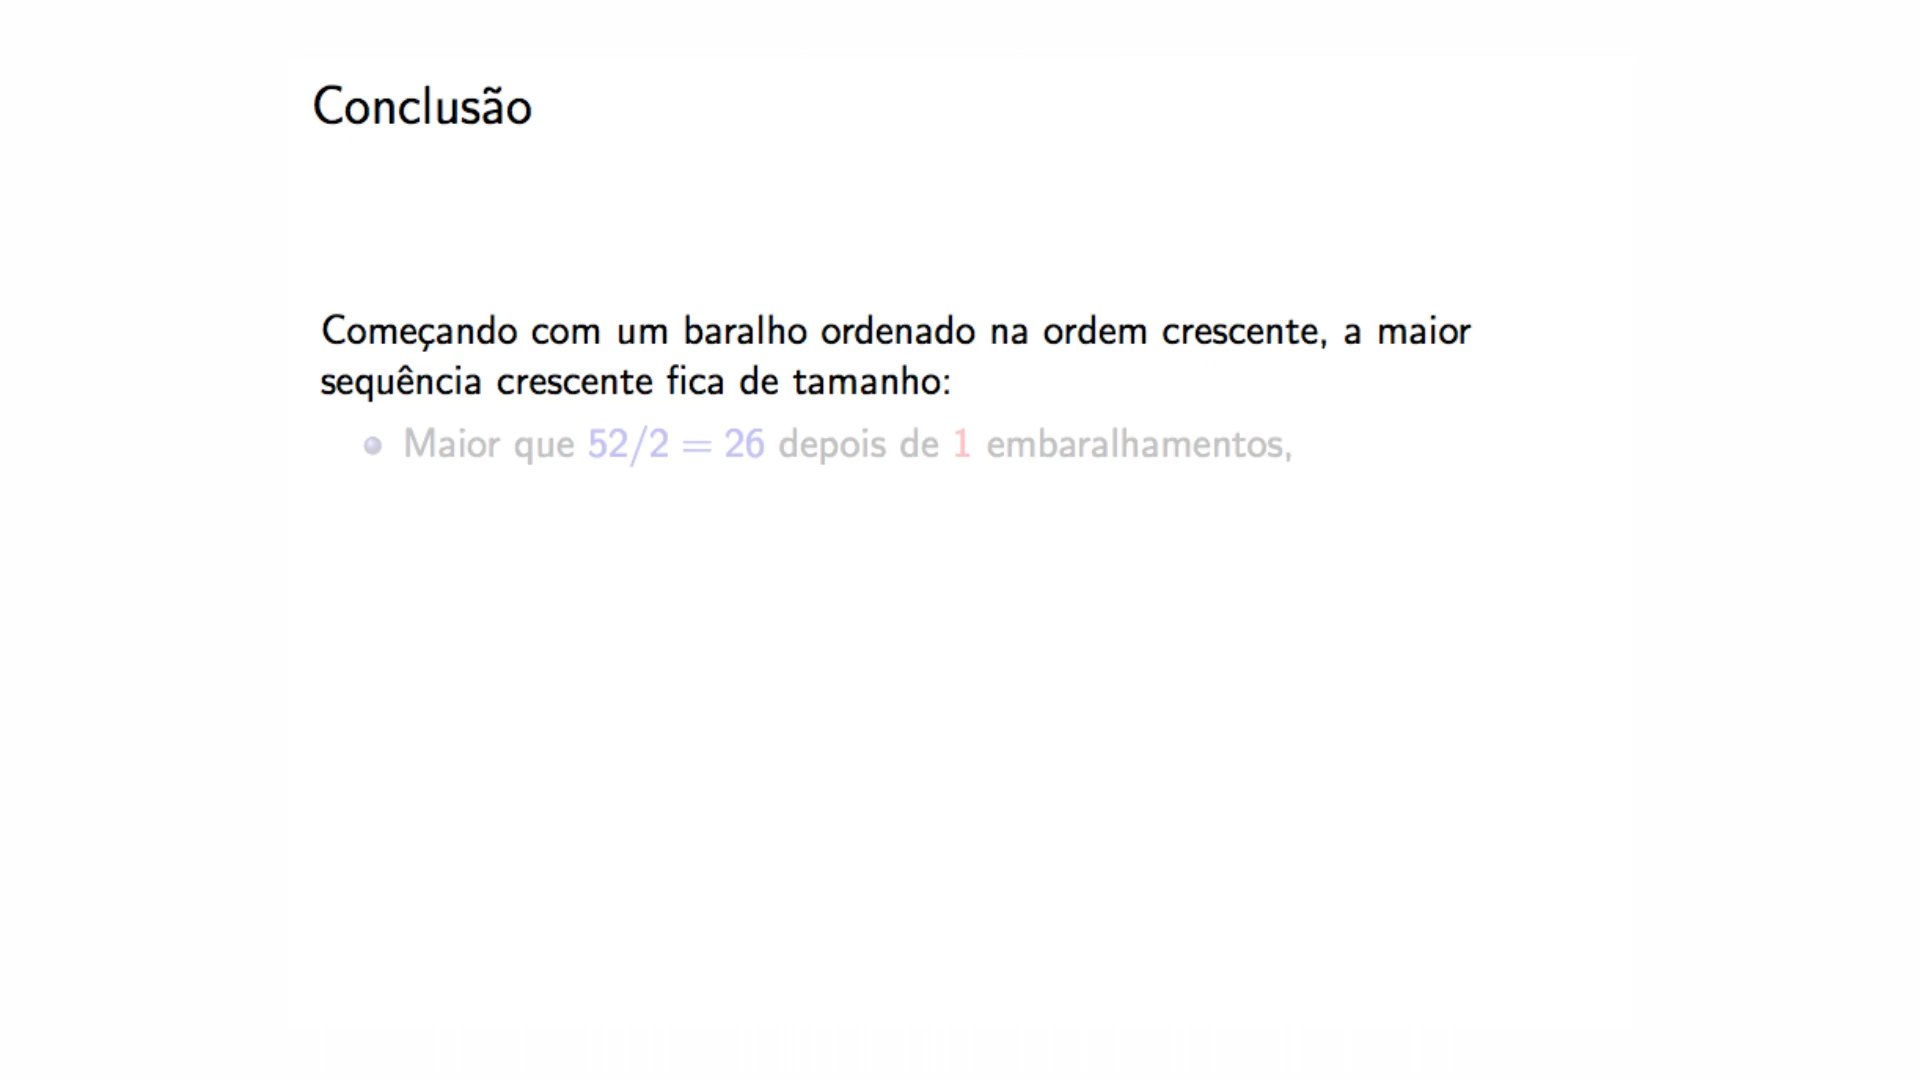 Conclusão
Começando com um baralho ordenado na ordem crescente, a maior
sequência crescente fica de tamanho:
Maior que 52/2 = 26 depois de 1 embaralhamentos,